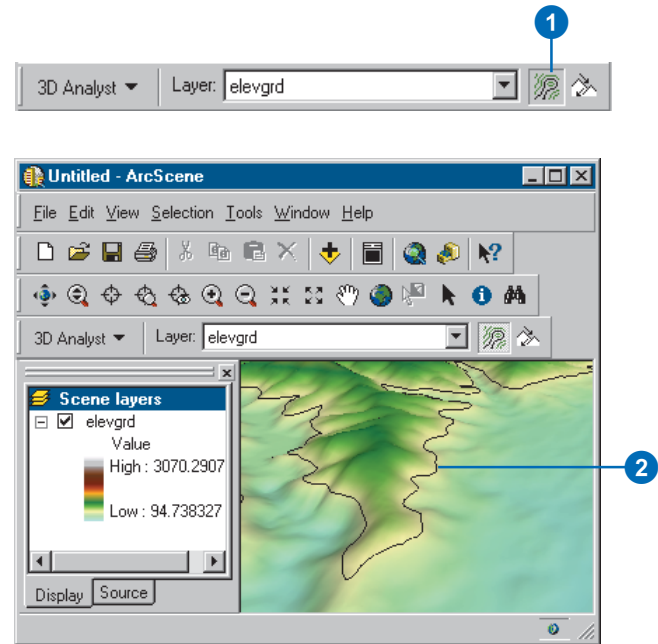 1
3D Analyst Layer: elevgrd
Untitled - ArcScene
File Edit View Selection Tools Window Help
3D Analyst Layer: elevgrd
Scene layers
elevgrd
Value
High : 3070.2907
Low : 94.738327
2
Display Source